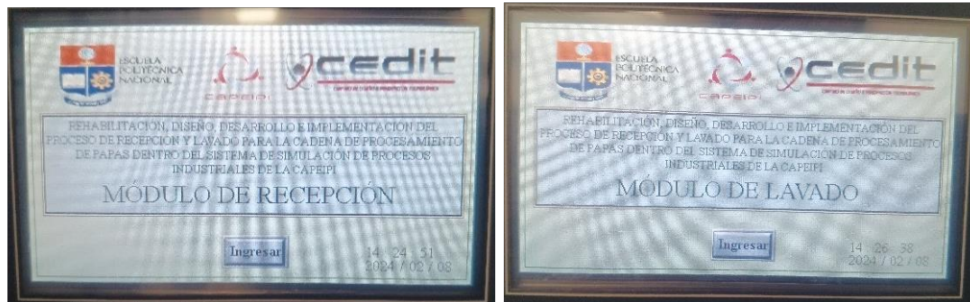 ESCUELA
POLITÉCNICA
NACIONAL
CAPEIPI
cedit
REHABILITACIÓN, DISEÑO, DESARROLLO E IMPLEMENTACIÓN DEL
PROCESO DE RECEPCIÓN Y LAVADO PARA LA CADENA DE PROCESAMIENTO
DE PAPAS DENTRO DEL SISTEMA DE SIMULACIÓN DE PROCESOS
INDUSTRIALES DE LA CAPEIPI
MÓDULO DE RECEPCIÓN
Ingresar
14 24 51
2024 / 02 / 08
ESCUELA
POLITÉCNICA
NACIONAL
CAPEIPI
cedit
REHABILITACIÓN, DISEÑO, DESARROLLO E IMPLEMENTACIÓN DEL
PROCESO DE RECEPCIÓN Y LAVADO PARA LA CADENA DE PROCESAMIENTO
DE PAPAS DENTRO DEL SISTEMA DE SIMULACIÓN DE PROCESOS
INDUSTRIALES DE LA CAPEIPI
MÓDULO DE LAVADO
Ingresar
14 26 38
2024 / 02 / 08